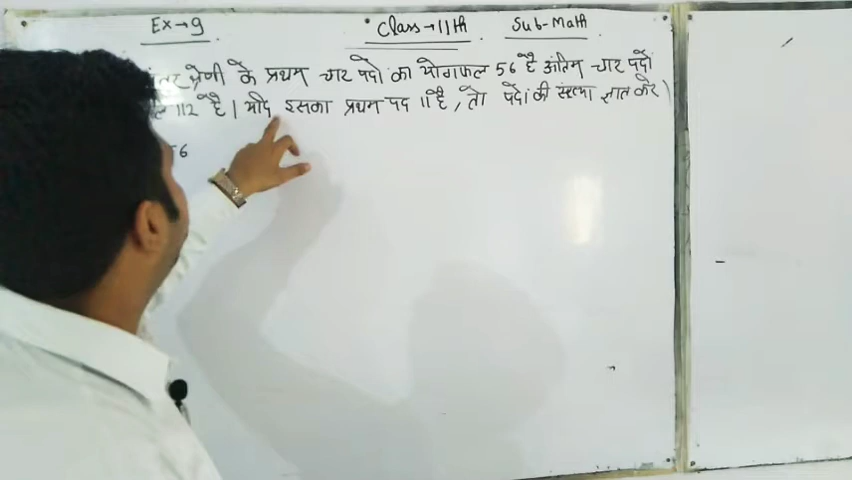 Ex→9 Class→11th Sub-Math
श्रेणी के प्रथम चार पदों का योगफल 56 है अंतिम चार पदों
112 है। यदि इसका प्रथम पद 11 है, तो पदों की संख्या ज्ञात करें)
56